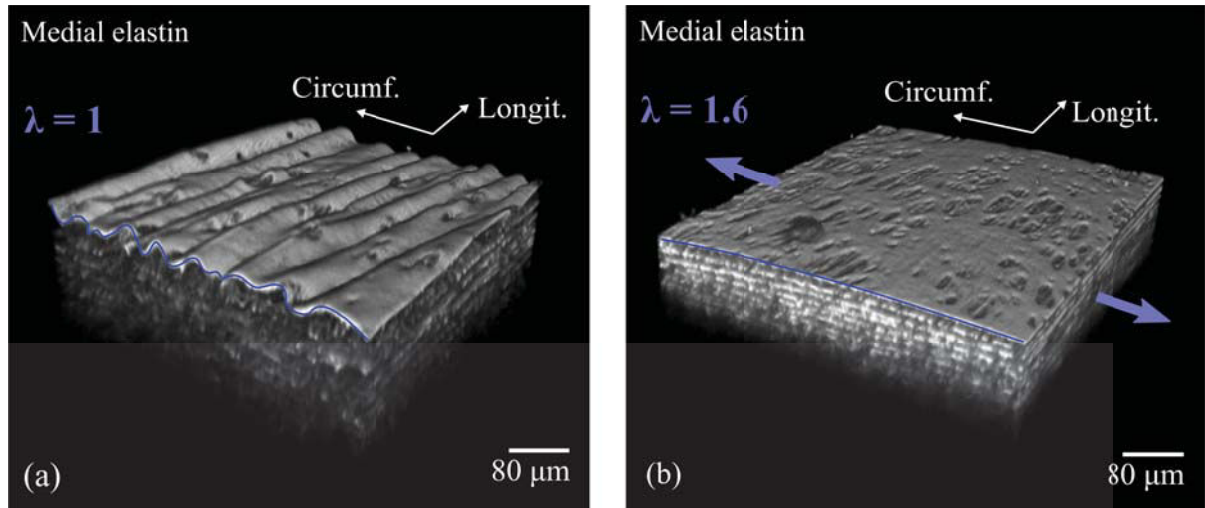 Medial elastin
λ = 1
Circumf.
Longit.
(a)
80 μm
Medial elastin
λ = 1.6
Circumf.
Longit.
(b)
80 μm